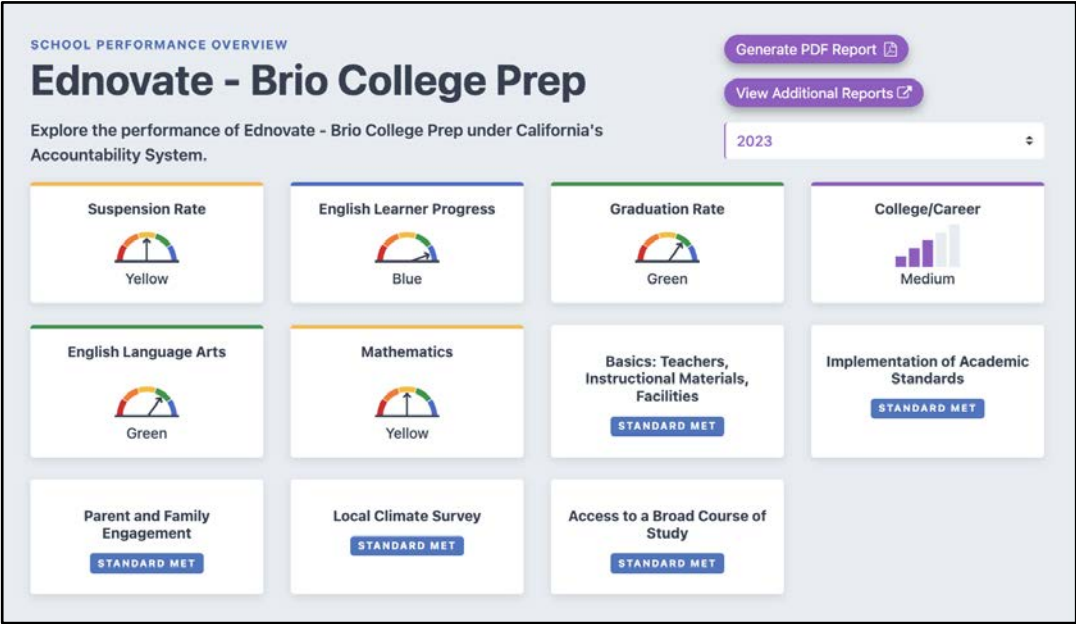 SCHOOL PERFORMANCE OVERVIEW
Ednovate - Brio College Prep
Explore the performance of Ednovate - Brio College Prep under California's
Accountability System.
Generate PDF Report
View Additional Reports
2023
Suspension Rate
Yellow
English Learner Progress
Blue
Graduation Rate
Green
College/Career
Medium
English Language Arts
Green
Mathematics
Yellow
Basics: Teachers,
Instructional Materials,
Facilities
STANDARD MET
Implementation of Academic
Standards
STANDARD MET
Parent and Family
Engagement
STANDARD MET
Local Climate Survey
STANDARD MET
Access to a Broad Course of
Study
STANDARD MET